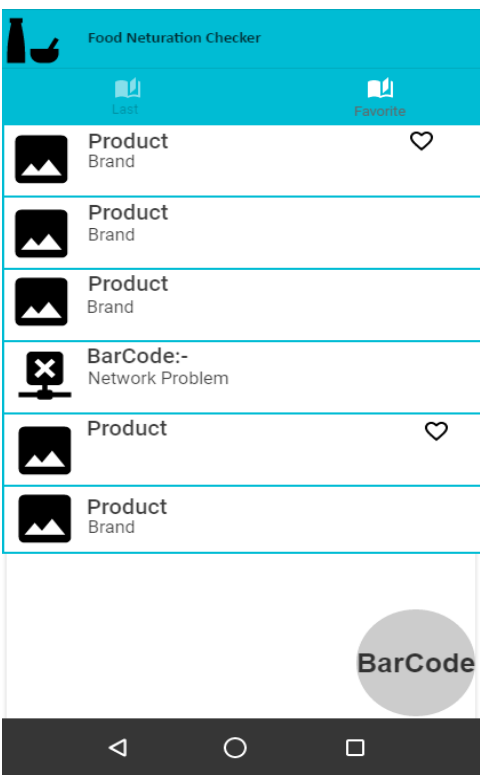 Food Neturation Checker
Last
Favorite
Product
Brand
Product
Brand
Product
Brand
BarCode:-
Network Problem
Product
Product
Brand
BarCode